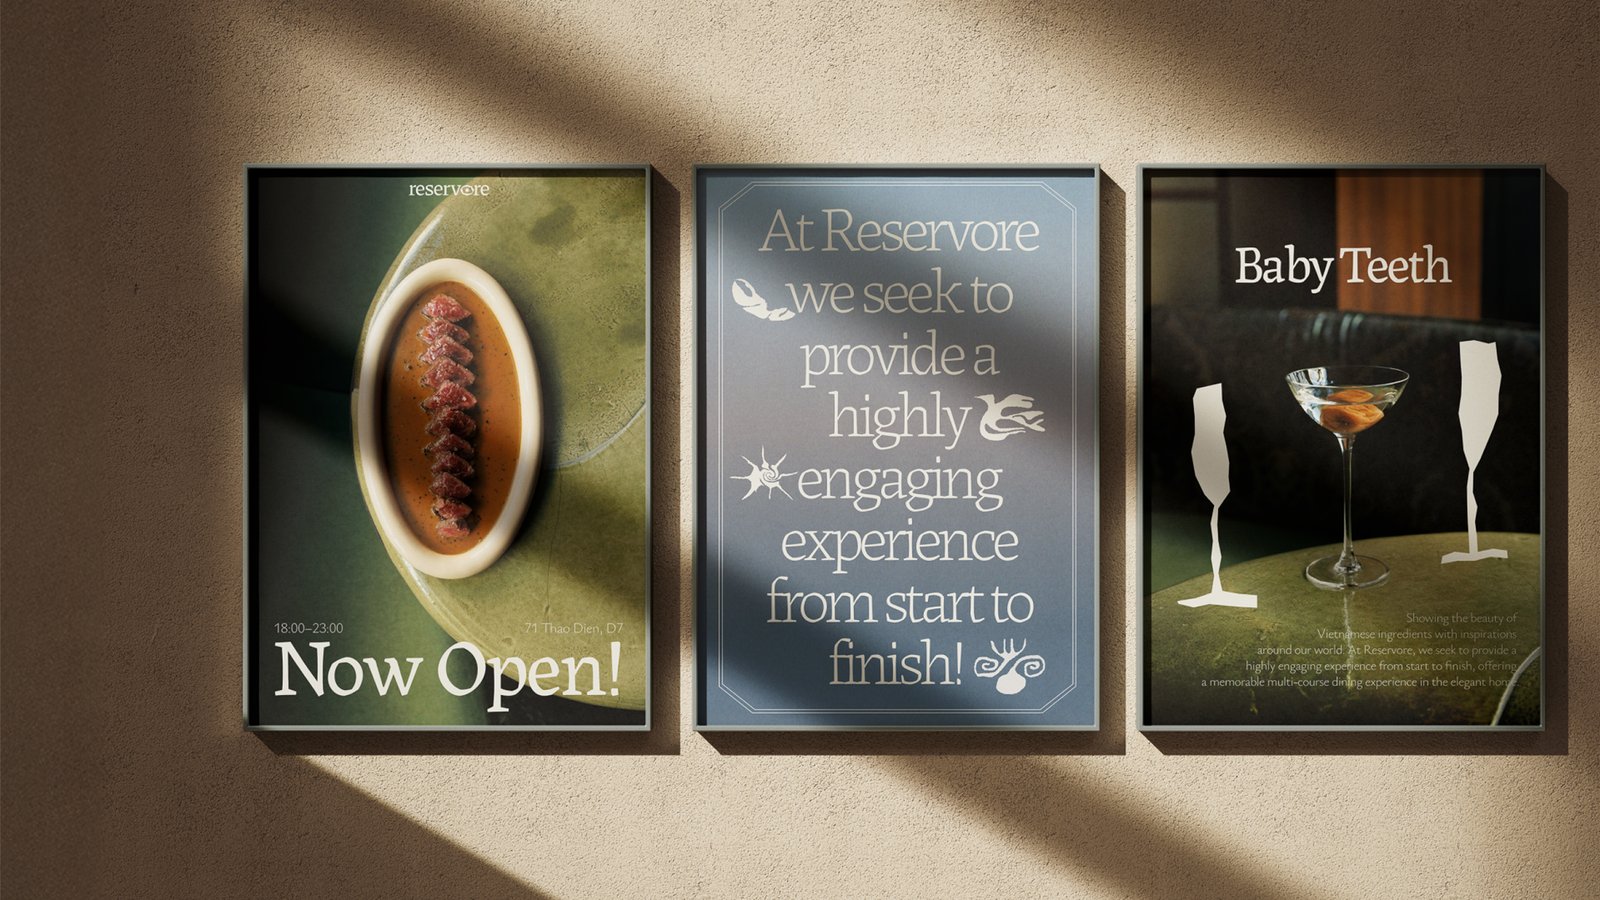 reservore
18:00–23:00
71 Thao Dien, D7
Now Open!
At Reservore
we seek to
provide a
highly
engaging
experience
from start to
finish!
Baby Teeth
Showing the beauty of
Vietnamese ingredients with inspirations
around our world. At Reservore, we seek to provide a
highly engaging experience from start to finish, offering
a memorable multi-course dining experience in the elegant home.